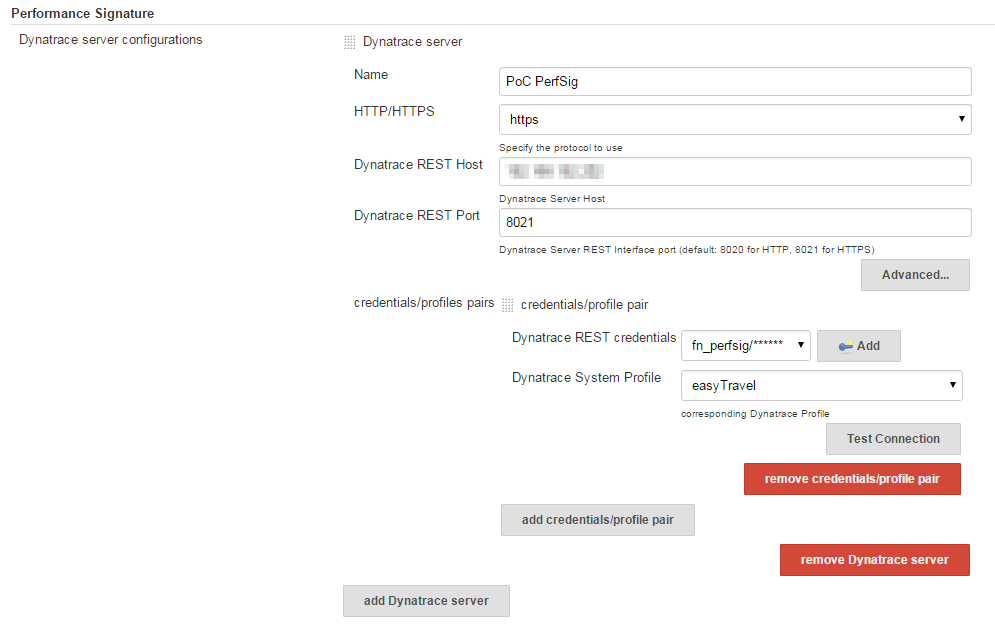 Performance Signature
Dynatrace server configurations
Dynatrace server
Name
PoC PerfSig
HTTP/HTTPS
https
Specify the protocol to use
Dynatrace REST Host
Dynatrace Server Host
Dynatrace REST Port
8021
Dynatrace Server REST Interface port (default: 8020 for HTTP, 8021 for HTTPS)
Advanced...
credentials/profiles pairs
credentials/profile pair
Dynatrace REST credentials
fn_perfsig/******
Add
Dynatrace System Profile
easyTravel
corresponding Dynatrace Profile
Test Connection
remove credentials/profile pair
add credentials/profile pair
remove Dynatrace server
add Dynatrace server